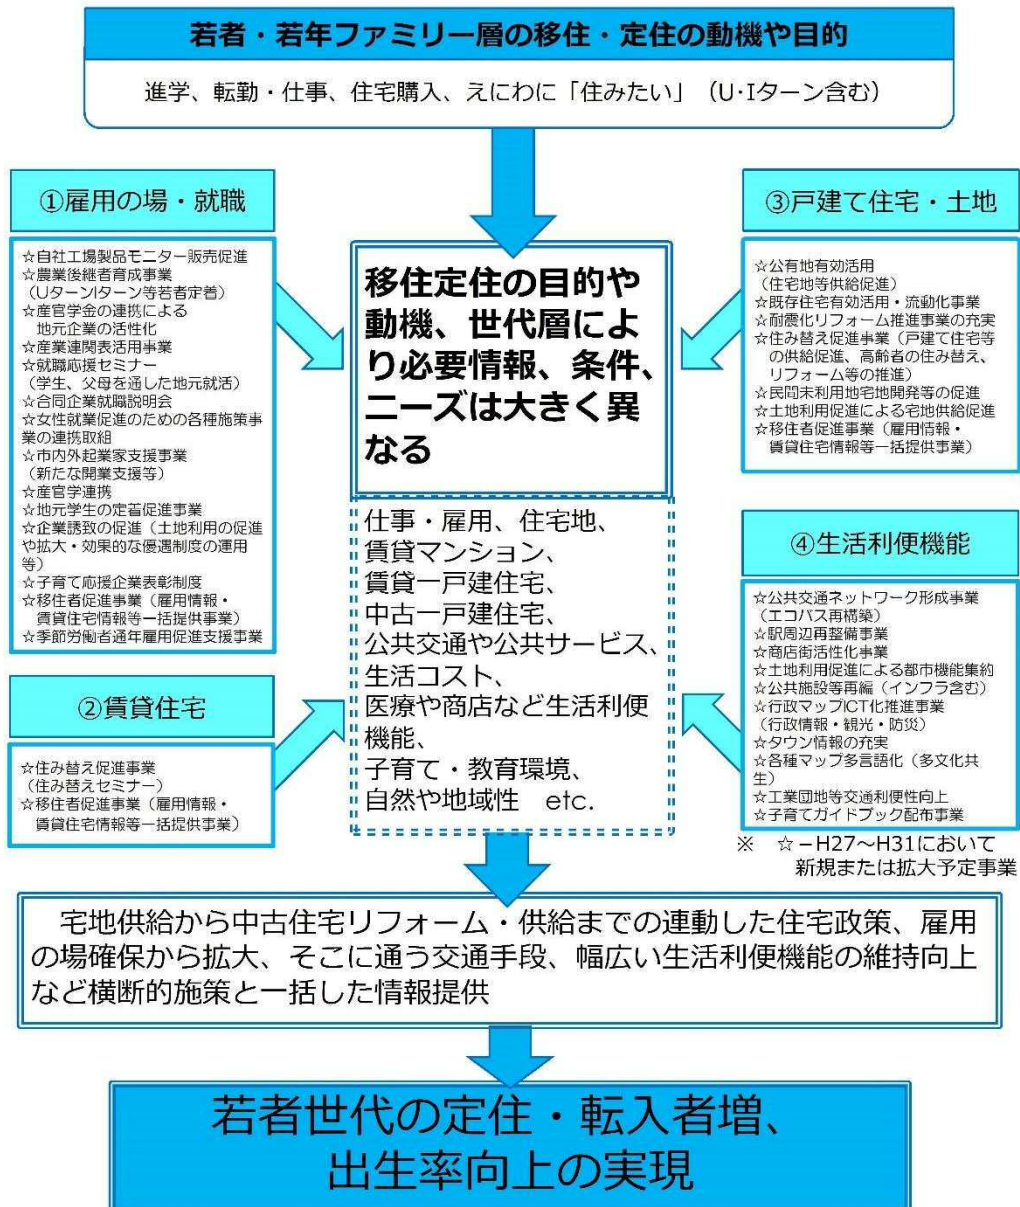 若者・若年ファミリー層の移住・定住の動機や目的
進学、転勤・仕事、住宅購入、えにわに「住みたい」（U･Iターン含む）
①雇用の場・就職
☆自社工場製品モニター販売促進
☆農業後継者育成事業
（UターンIターン等若者定着）
☆産官学金の連携による
地元企業の活性化
☆産業連関表活用事業
☆就職応援セミナー
（学生、父母を通した地元就活）
☆合同企業就職説明会
☆女性就業促進のための各種施策事
業の連携取組
☆市内外起業家支援事業
（新たな開業支援等）
☆産官学連携
☆地元学生の定着促進事業
☆企業誘致の促進（土地利用の促進
や拡大・効果的な優遇制度の運用
等）
☆子育て応援企業表彰制度
☆移住者促進事業（雇用情報・
賃貸住宅情報等一括提供事業）
☆季節労働者通年雇用促進支援事業
②賃貸住宅
☆住み替え促進事業
（住み替えセミナー）
☆移住者促進事業（雇用情報・
賃貸住宅情報等一括提供事業）
移住定住の目的や
動機、世代層によ
り必要情報、条件、
ニーズは大きく異
なる
仕事・雇用、住宅地、
賃貸マンション、
賃貸一戸建住宅、
中古一戸建住宅、
公共交通や公共サービス、
生活コスト、
医療や商店など生活利便
機能、
子育て・教育環境、
自然や地域性　etc.
③戸建て住宅・土地
☆公有地有効活用
（住宅地等供給促進）
☆既存住宅有効活用・流動化事業
☆耐震化リフォーム推進事業の充実
☆住み替え促進事業（戸建て住宅等
の供給促進、高齢者の住み替え、
リフォーム等の推進）
☆民間未利用地宅地開発等の促進
☆土地利用促進による宅地供給促進
☆移住者促進事業（雇用情報・
賃貸住宅情報等一括提供事業）
④生活利便機能
☆公共交通ネットワーク形成事業
（エコバス再構築）
☆駅周辺再整備事業
☆商店街活性化事業
☆土地利用促進による都市機能集約
☆公共施設等再編（インフラ含む）
☆行政マップICT化推進事業
（行政情報・観光・防災）
☆タウン情報の充実
☆各種マップ多言語化（多文化共
生）
☆工業団地等交通利便性向上
☆子育てガイドブック配布事業
※　☆－H27～H31において
新規または拡大予定事業
宅地供給から中古住宅リフォーム・供給までの連動した住宅政策、雇用
の場確保から拡大、そこに通う交通手段、幅広い生活利便機能の維持向上
など横断的施策と一括した情報提供
若者世代の定住・転入者増、
出生率向上の実現